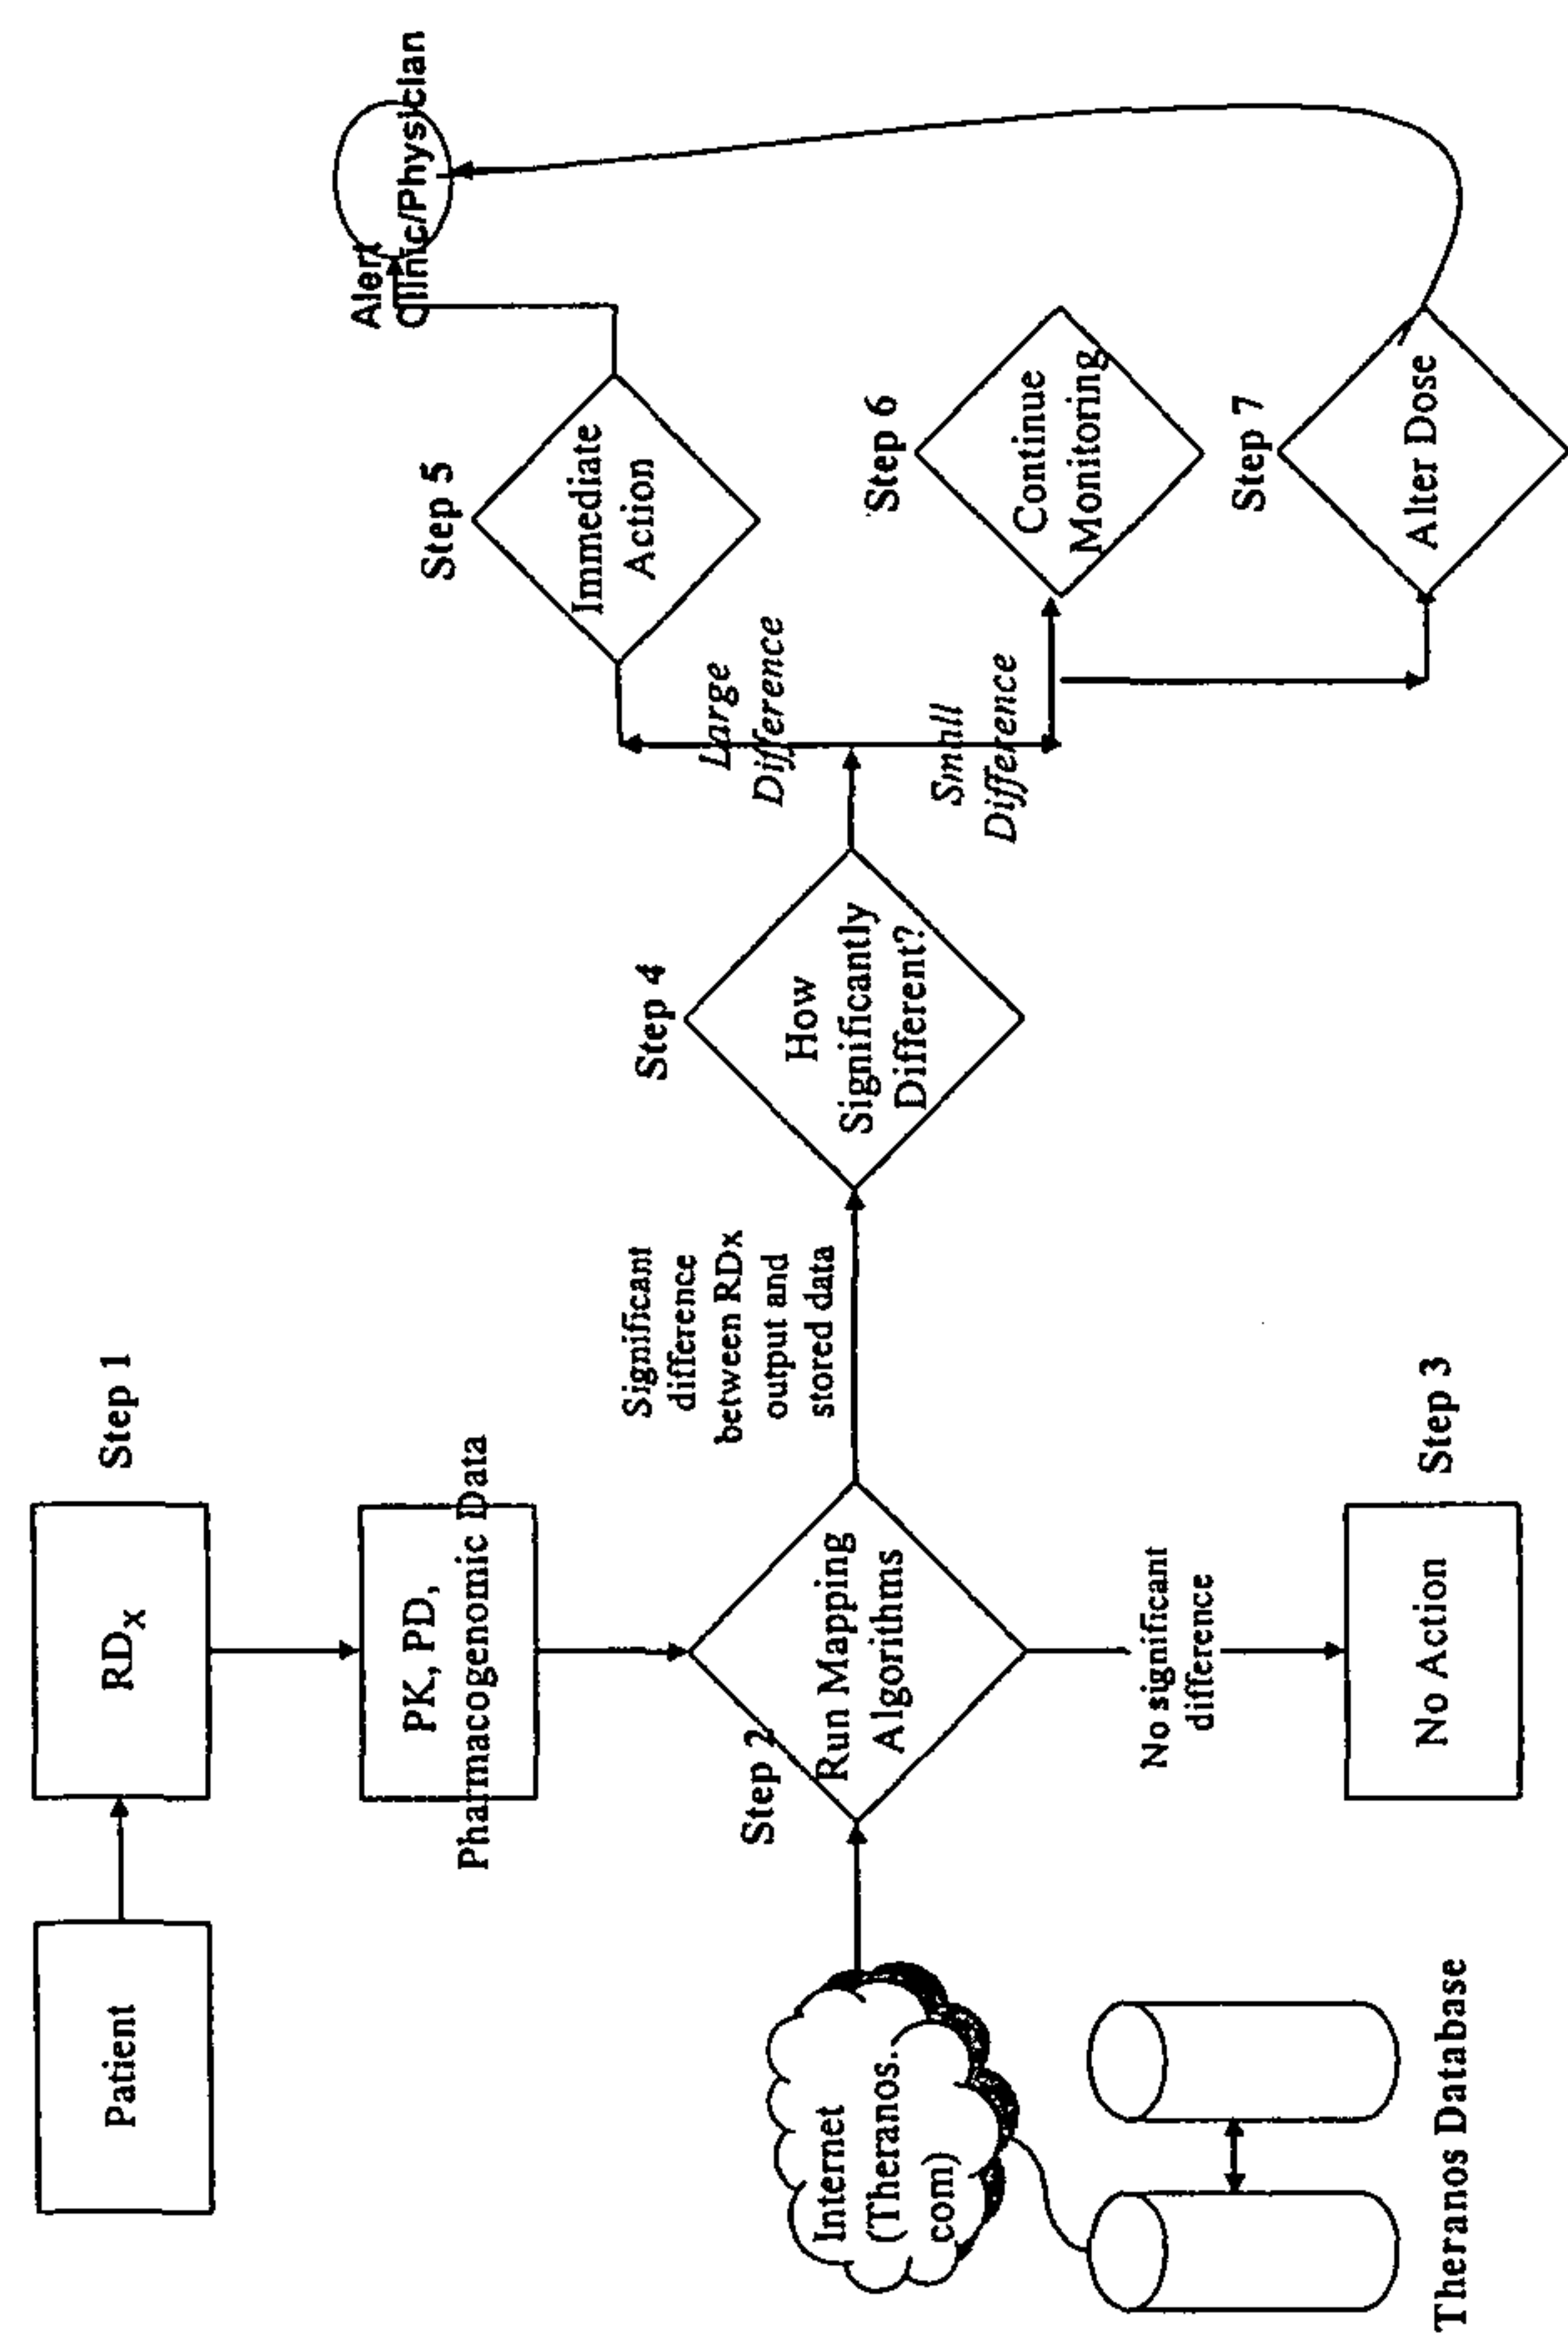 Patient
RDx
Step 1
PK, PD,
Pharmacogenomic Data
Internet
(Theranos.
com)
Theranos Database
Step 2
Run Mapping
Algorithms
No significant
difference
No Action
Step 3
Significant
difference
between RDx
output and
stored data
Step 4
How
Significantly
Different?
Large
Difference
Small
Difference
Step 5
Immediate
Action
Alert
Clinic/Physician
Step 6
Continue
Monitoring
Step 7
Alter Dose